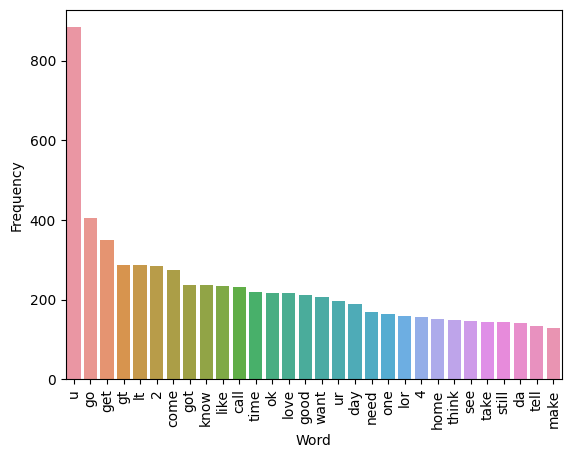 800
600
400
200
0
Frequency
u
go
get
gt
lt
2
come
got
know
like
call
time
ok
love
good
want
ur
day
need
one
lor
4
home
think
see
take
still
da
tell
make
Word